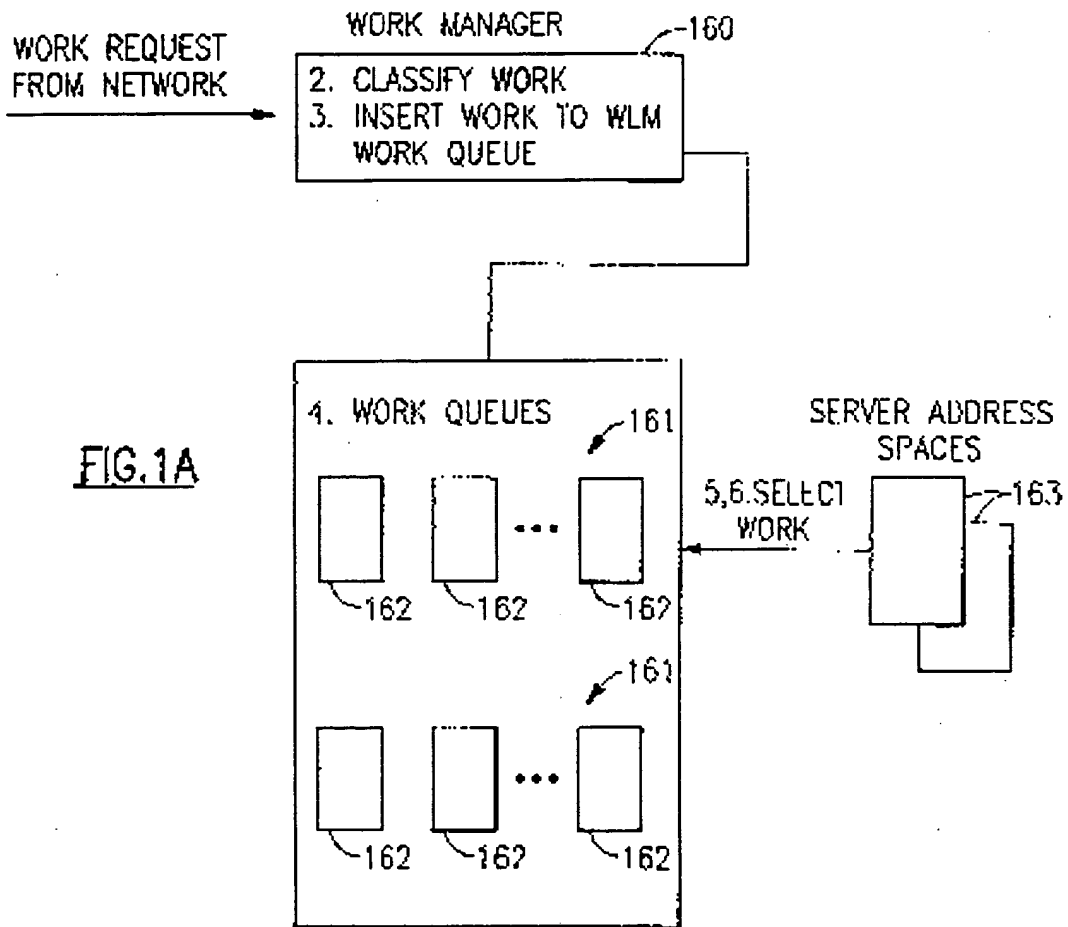 WORK MANAGER
160
WORK REQUEST
FROM NETWORK
2. CLASSIFY WORK
3. INSERT WORK TO WLM
WORK QUEUE
4. WORK QUEUES
161
SERVER ADDRESS
SPACES
FIG.1A
5,6.SELECT
WORK
163
162
162
162
161
162
162
162